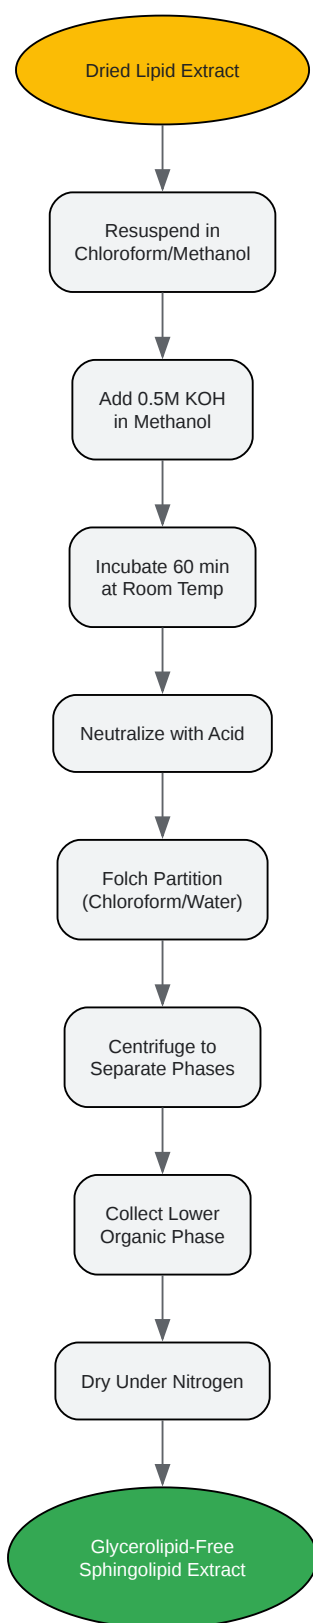 Dried Lipid Extract
Resuspend in
Chloroform/Methanol
Add 0.5M KOH
in Methanol
Incubate 60 min
at Room Temp
Neutralize with Acid
Folch Partition
(Chloroform/Water)
Centrifuge to
Separate Phases
Collect Lower
Organic Phase
Dry Under Nitrogen
Glycerolipid-Free
Sphingolipid Extract